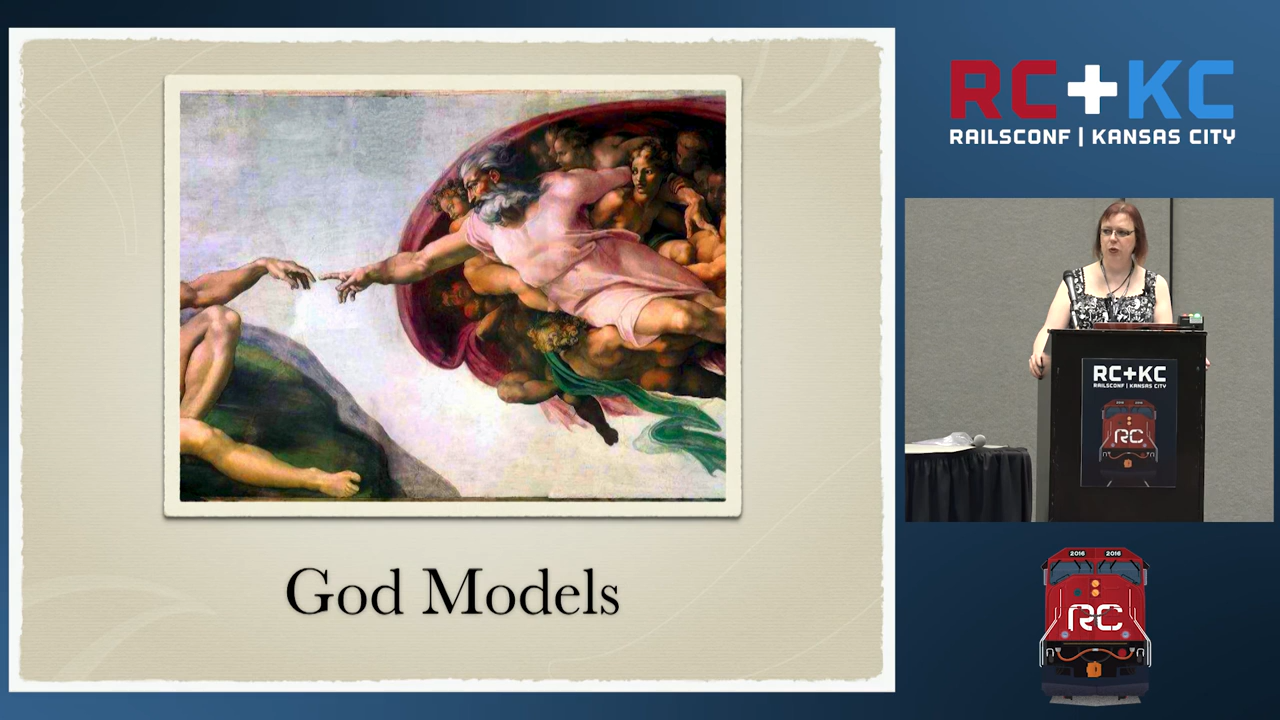 God Models
RC+KC
RAILSCONF | KANSAS CITY
RC+KC
RAILSCONF | KANSAS CITY
RC
2016 2016
RC